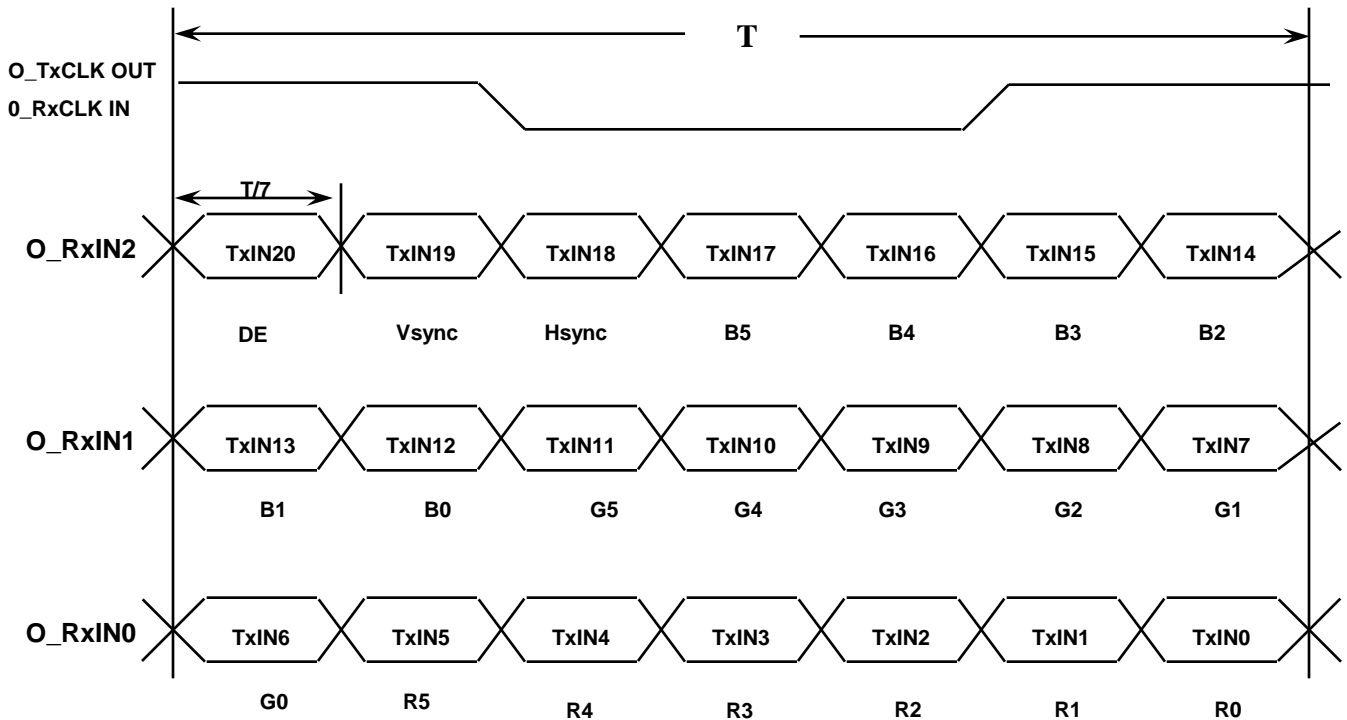 T
O_TxCLK OUT
0_RxCLK IN
T/7
O_RxIN2 TxIN20 TxIN19 TxIN18 TxIN17 TxIN16 TxIN15 TxIN14
DE Vsync Hsync B5 B4 B3 B2
O_RxIN1 TxIN13 TxIN12 TxIN11 TxIN10 TxIN9 TxIN8 TxIN7
B1 B0 G5 G4 G3 G2 G1
O_RxIN0 TxIN6 TxIN5 TxIN4 TxIN3 TxIN2 TxIN1 TxIN0
G0 R5 R4 R3 R2 R1 R0